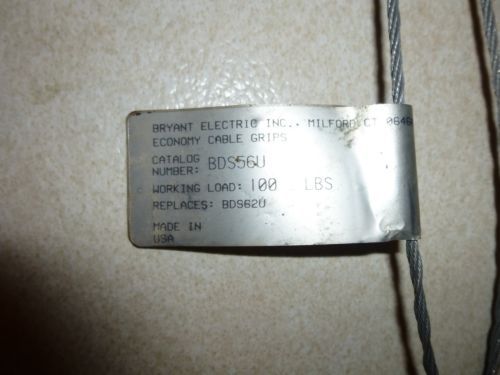 BRYANT ELECTRIC INC., MILFORD CT 0646
ECONOMY CABLE GRIPS
CATALOG
NUMBER: BDS56U
WORKING LOAD: 100 LBS.
REPLACES: BDS62U
MADE IN
USA